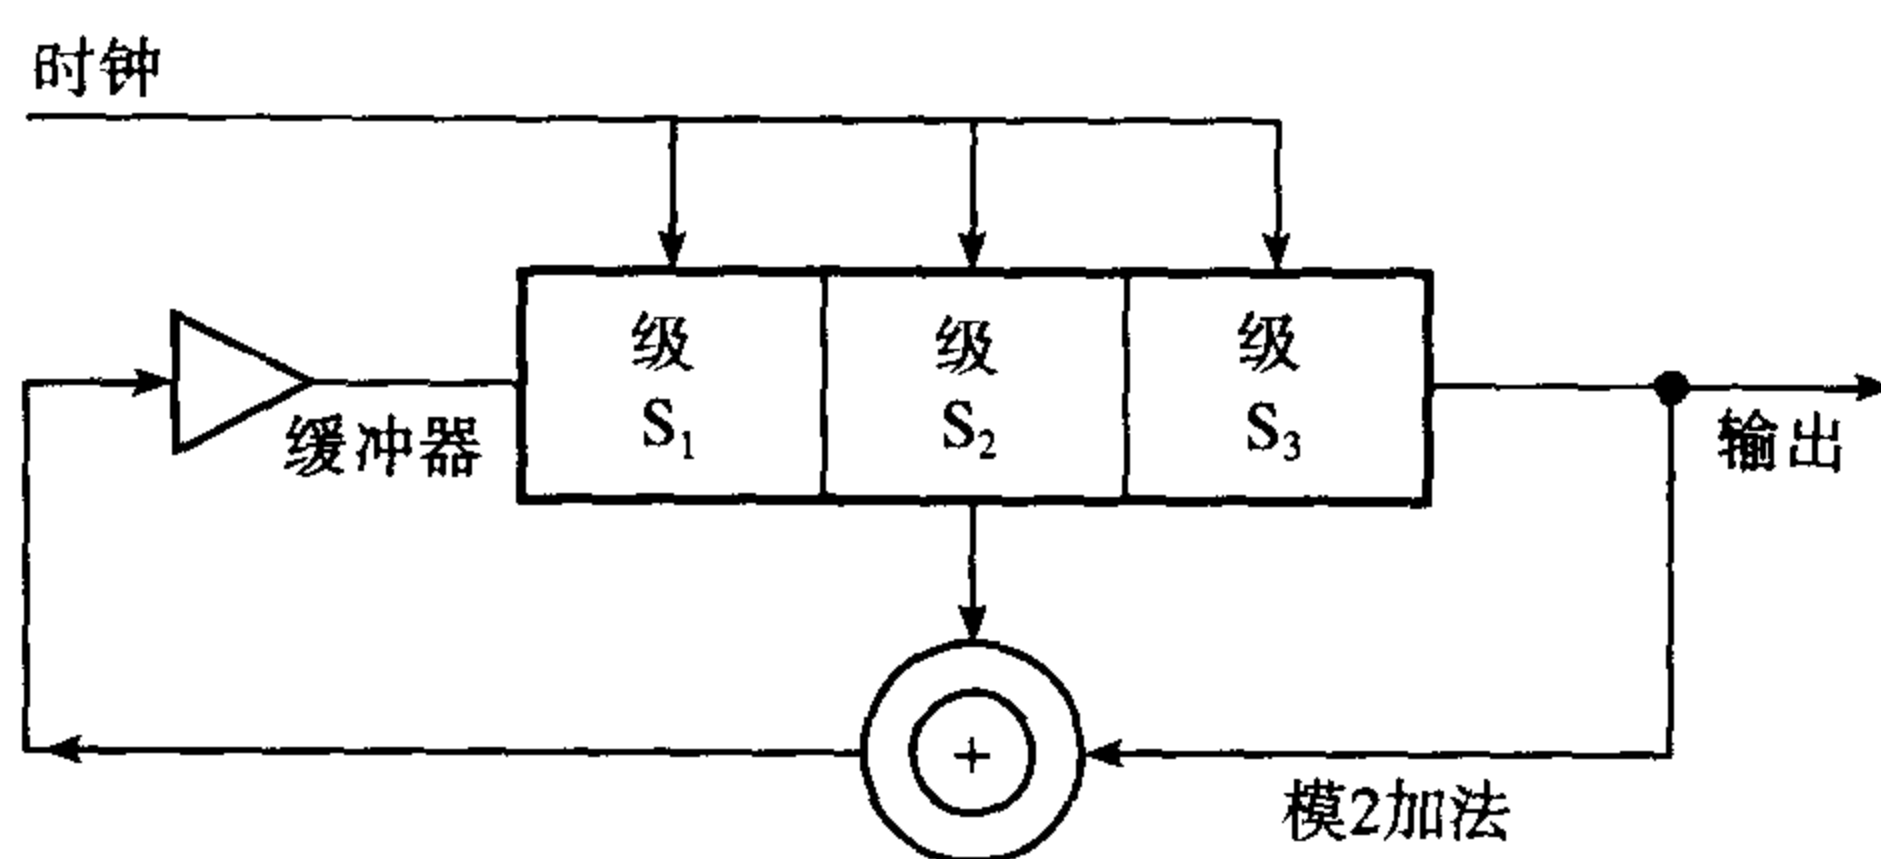 时钟
级 级 级
S₁ S₂ S₃
缓冲器
输出
+
模2加法